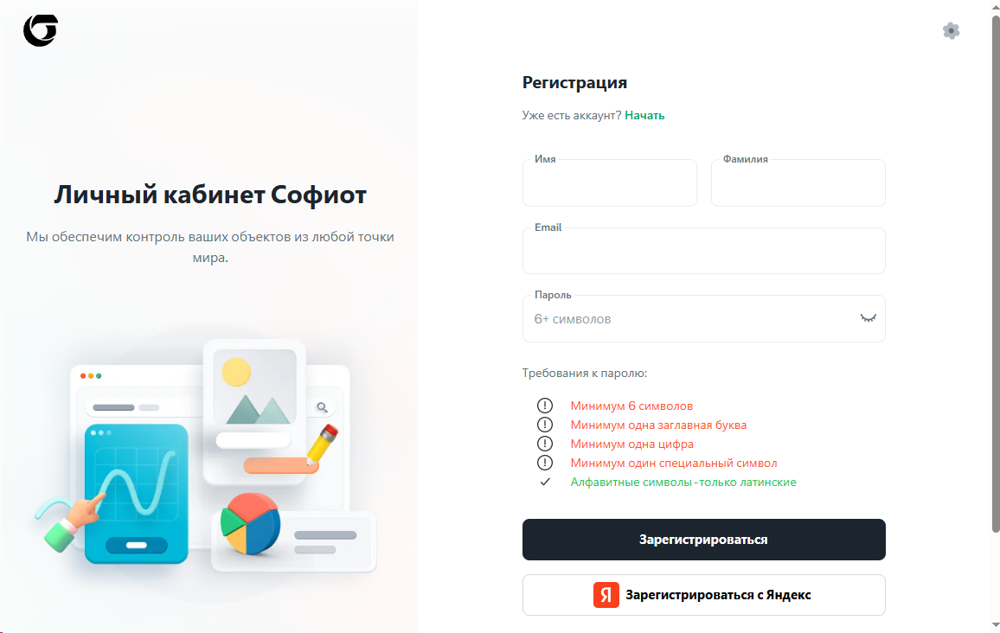 Личный кабинет Софиот
Мы обеспечим контроль ваших объектов из любой точки
мира.
Регистрация
Уже есть аккаунт? Начать
Имя
Фамилия
Email
Пароль
6+ символов
Требования к паролю:
Минимум 6 символов
Минимум одна заглавная буква
Минимум одна цифра
Минимум один специальный символ
Алфавитные символы - только латинские
Зарегистрироваться
Я Зарегистрироваться с Яндекс